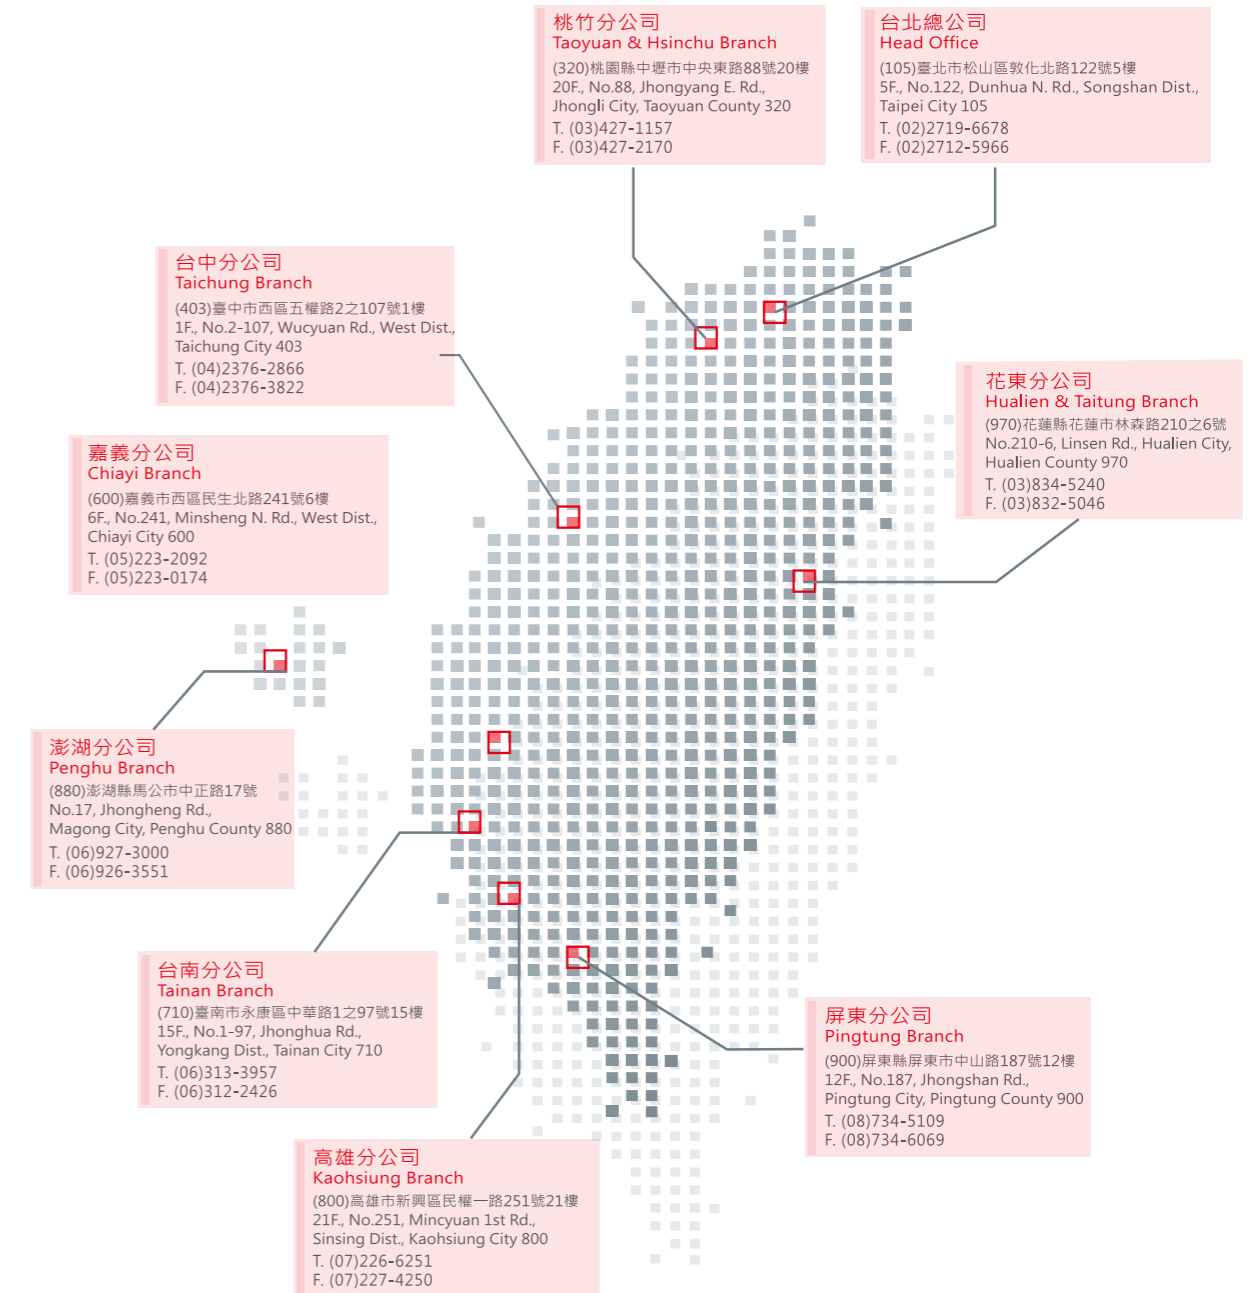 桃竹分公司
Taoyuan & Hsinchu Branch
(320)桃園縣中壢市中央東路88號20樓
20F., No.88, Jhongyang E. Rd.,
Jhongli City, Taoyuan County 320
T. (03)427-1157
F. (03)427-2170
台北總公司
Head Office
(105)臺北市松山區敦化北路122號5樓
5F., No.122, Dunhua N. Rd., Songshan Dist.,
Taipei City 105
T. (02)2719-6678
F. (02)2712-5966
台中分公司
Taichung Branch
(403)臺中市西區五權路2之107號1樓
1F., No.2-107, Wucyuan Rd., West Dist.,
Taichung City 403
T. (04)2376-2866
F. (04)2376-3822
花東分公司
Hualien & Taitung Branch
(970)花蓮縣花蓮市林森路210之6號
No.210-6, Linsen Rd., Hualien City,
Hualien County 970
T. (03)834-5240
F. (03)832-5046
嘉義分公司
Chiayi Branch
(600)嘉義市西區民生北路241號6樓
6F., No.241, Minsheng N. Rd., West Dist.,
Chiayi City 600
T. (05)223-2092
F. (05)223-0174
澎湖分公司
Penghu Branch
(880)澎湖縣馬公市中正路17號
No.17, Jhongheng Rd.,
Magong City, Penghu County 880
T. (06)927-3000
F. (06)926-3551
台南分公司
Tainan Branch
(710)臺南市永康區中華路1之97號15樓
15F., No.1-97, Jhonghua Rd.,
Yongkang Dist., Tainan City 710
T. (06)313-3957
F. (06)312-2426
屏東分公司
Pingtung Branch
(900)屏東縣屏東市中山路187號12樓
12F., No.187, Jhongshan Rd.,
Pingtung City, Pingtung County 900
T. (08)734-5109
F. (08)734-6069
高雄分公司
Kaohsiung Branch
(800)高雄市新興區民權一路251號21樓
21F., No.251, Mincyuan 1st Rd.,
Sinsing Dist., Kaohsiung City 800
T. (07)226-6251
F. (07)227-4250